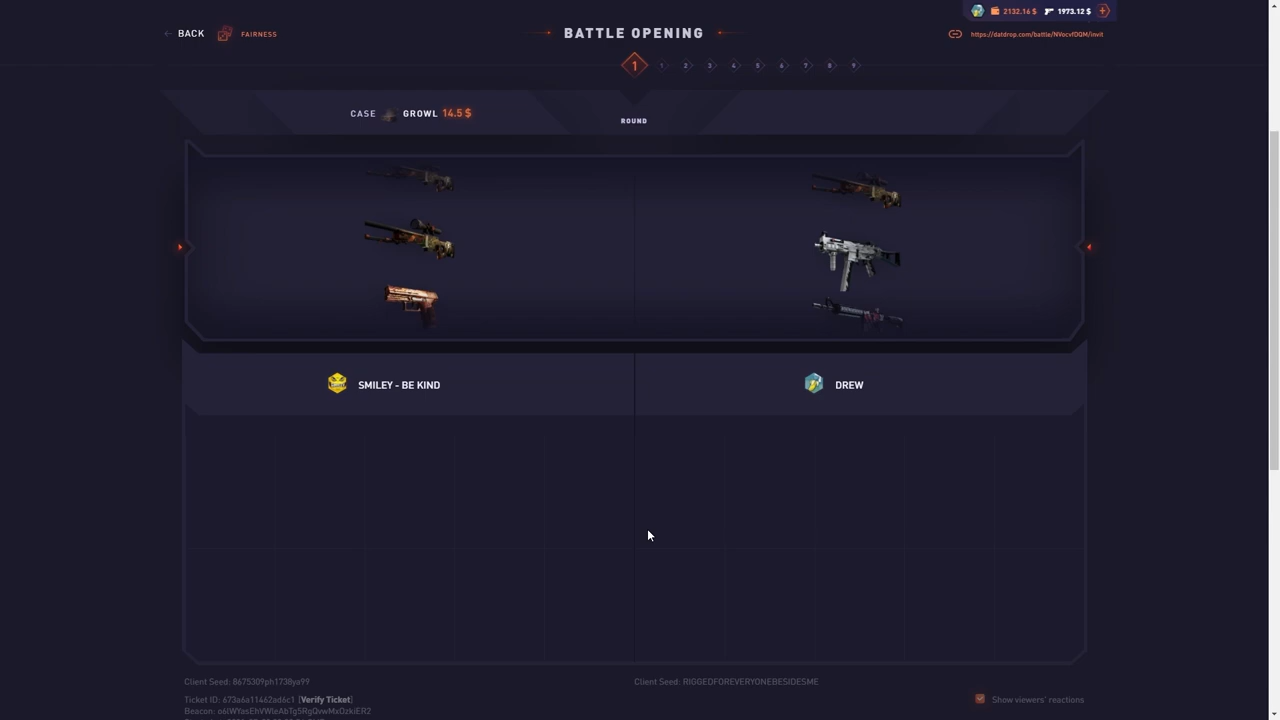 2132.16 $ 1973.12 $
← BACK FAIRNESS BATTLE OPENING https://datdrop.com/battle/NVocvfDQM/invit
1 1 2 3 4 5 6 7 8 9
CASE GROWL 14.5 $
ROUND
SMILEY - BE KIND DREW
Client Seed: 8675309ph1738ya99 Client Seed: RIGGEDFOREVERYONEBESIDESME
Ticket ID: 673a6a11462ad6c1 [Verify Ticket] Show viewers' reactions
Beacon: o6lWYasEhVWleAbTg5RgQvwMxOzkiER2